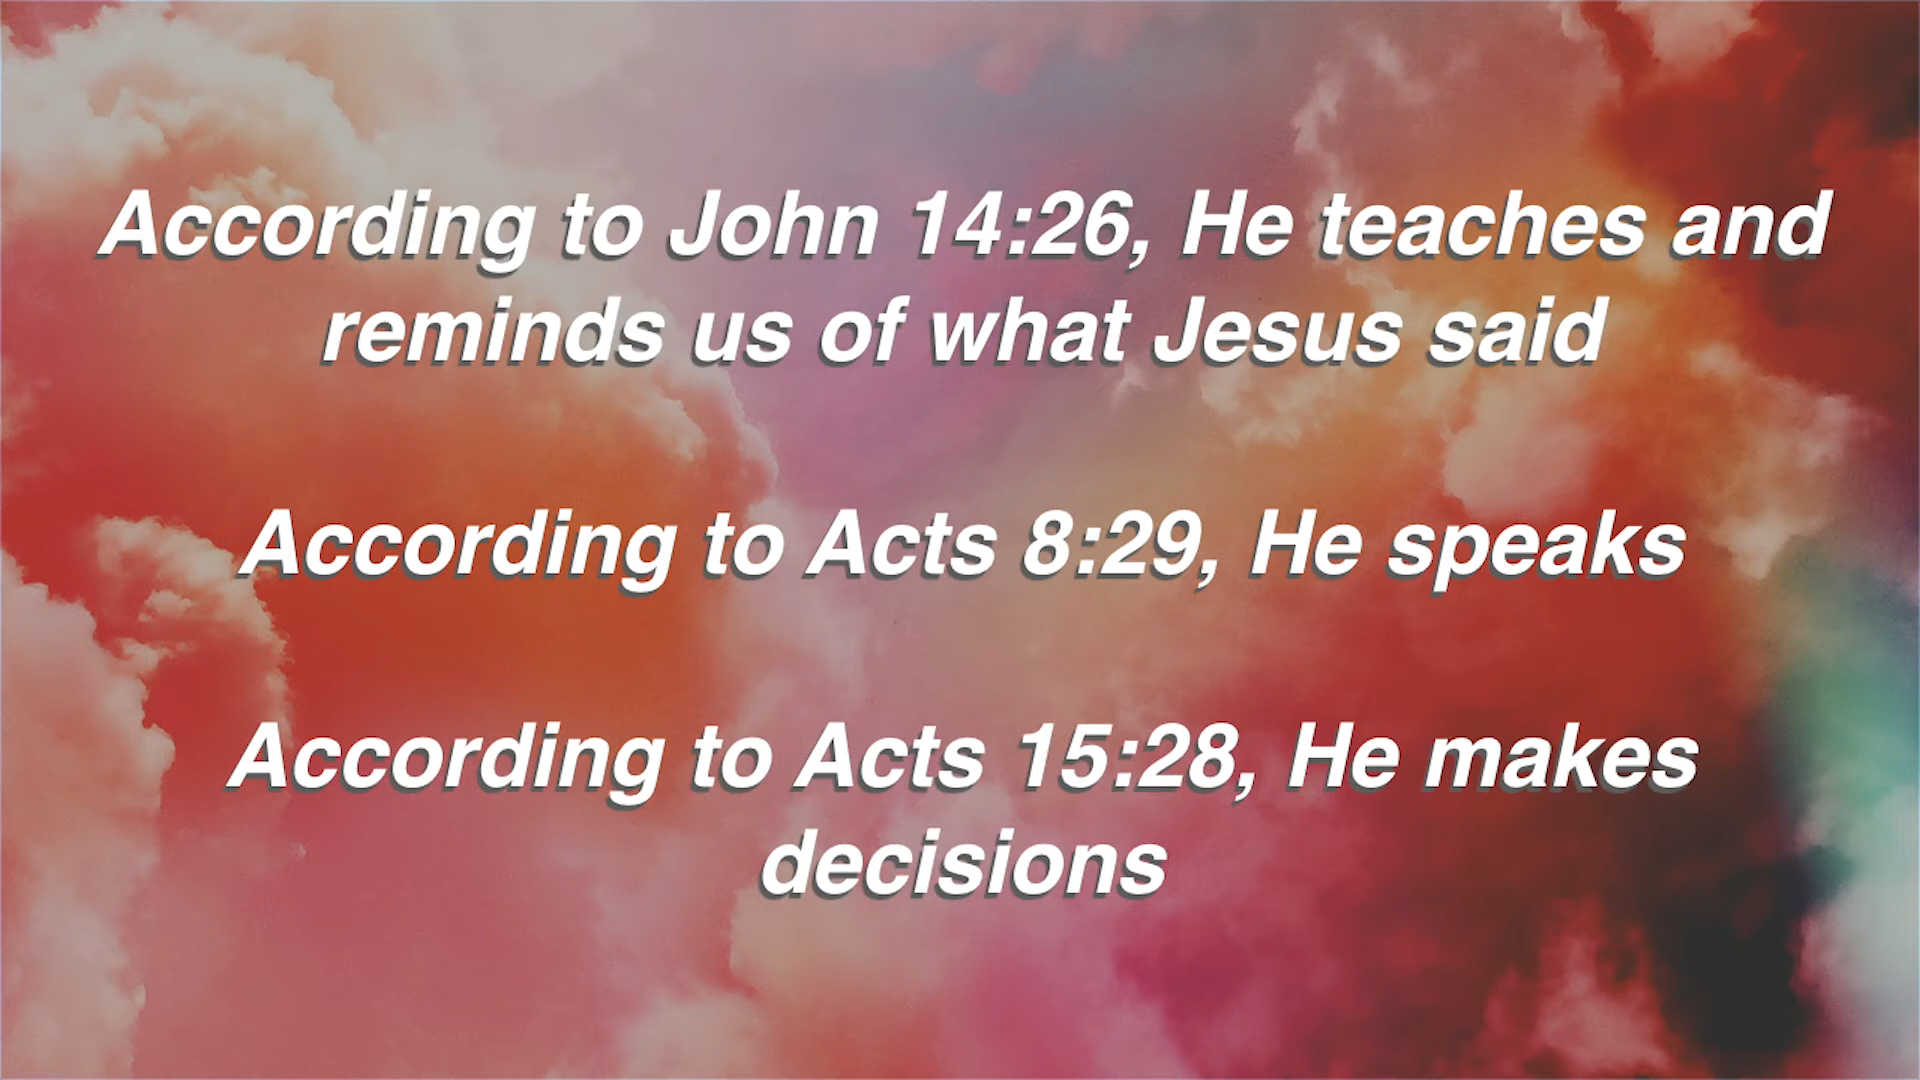 According to John 14:26, He teaches and
reminds us of what Jesus said
According to Acts 8:29, He speaks
According to Acts 15:28, He makes
decisions